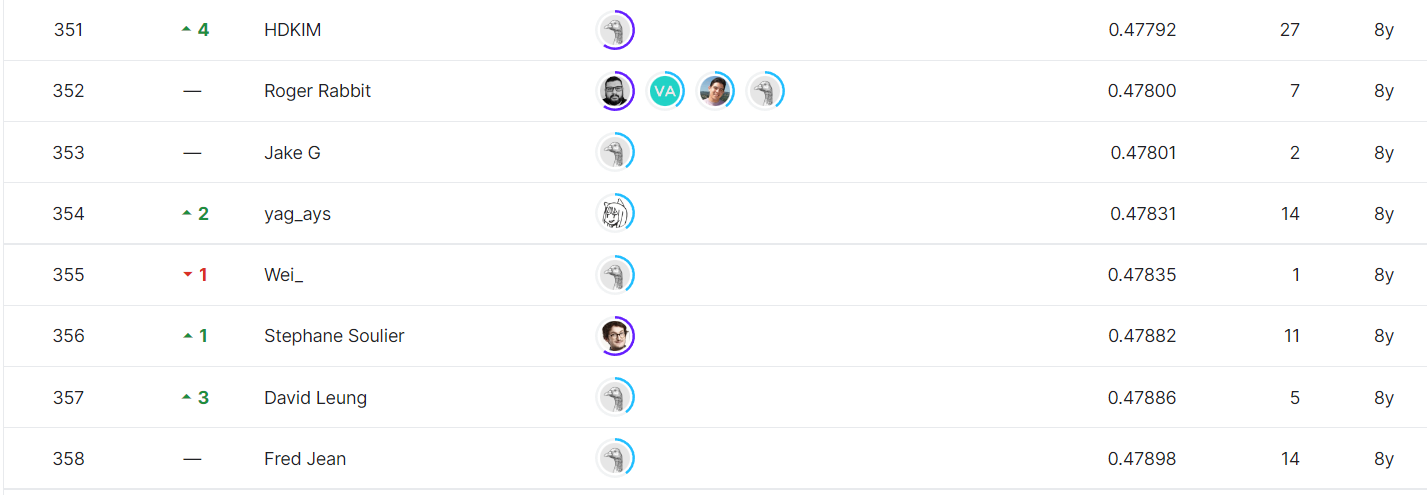 351 4 HDKIM 0.47792 27 8y
352 — Roger Rabbit VA 0.47800 7 8y
353 — Jake G 0.47801 2 8y
354 2 yag_ays 0.47831 14 8y
355 1 Wei_ 0.47835 1 8y
356 1 Stephane Soulier 0.47882 11 8y
357 3 David Leung 0.47886 5 8y
358 — Fred Jean 0.47898 14 8y